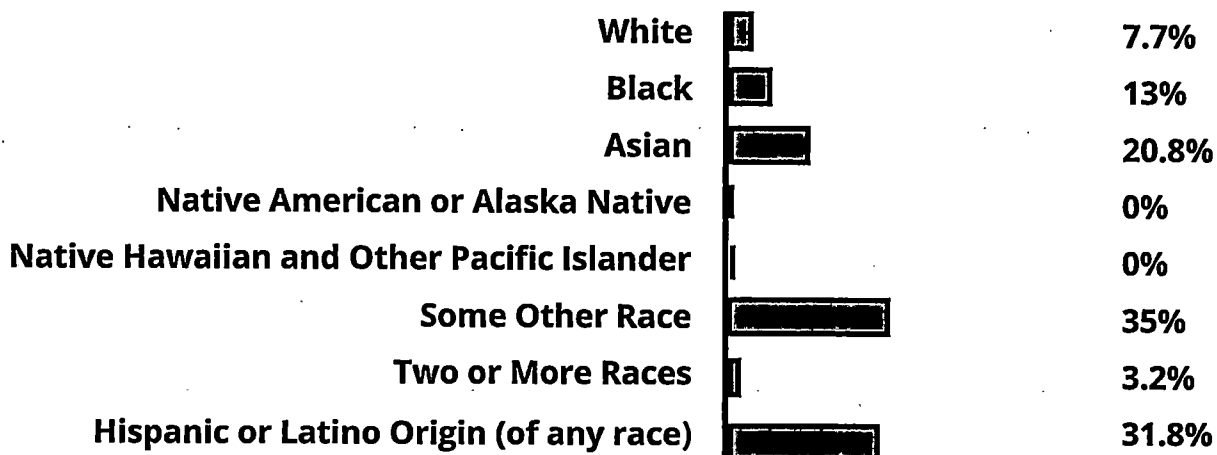 White 7.7%
Black 13%
Asian 20.8%
Native American or Alaska Native 0%
Native Hawaiian and Other Pacific Islander 0%
Some Other Race 35%
Two or More Races 3.2%
Hispanic or Latino Origin (of any race) 31.8%